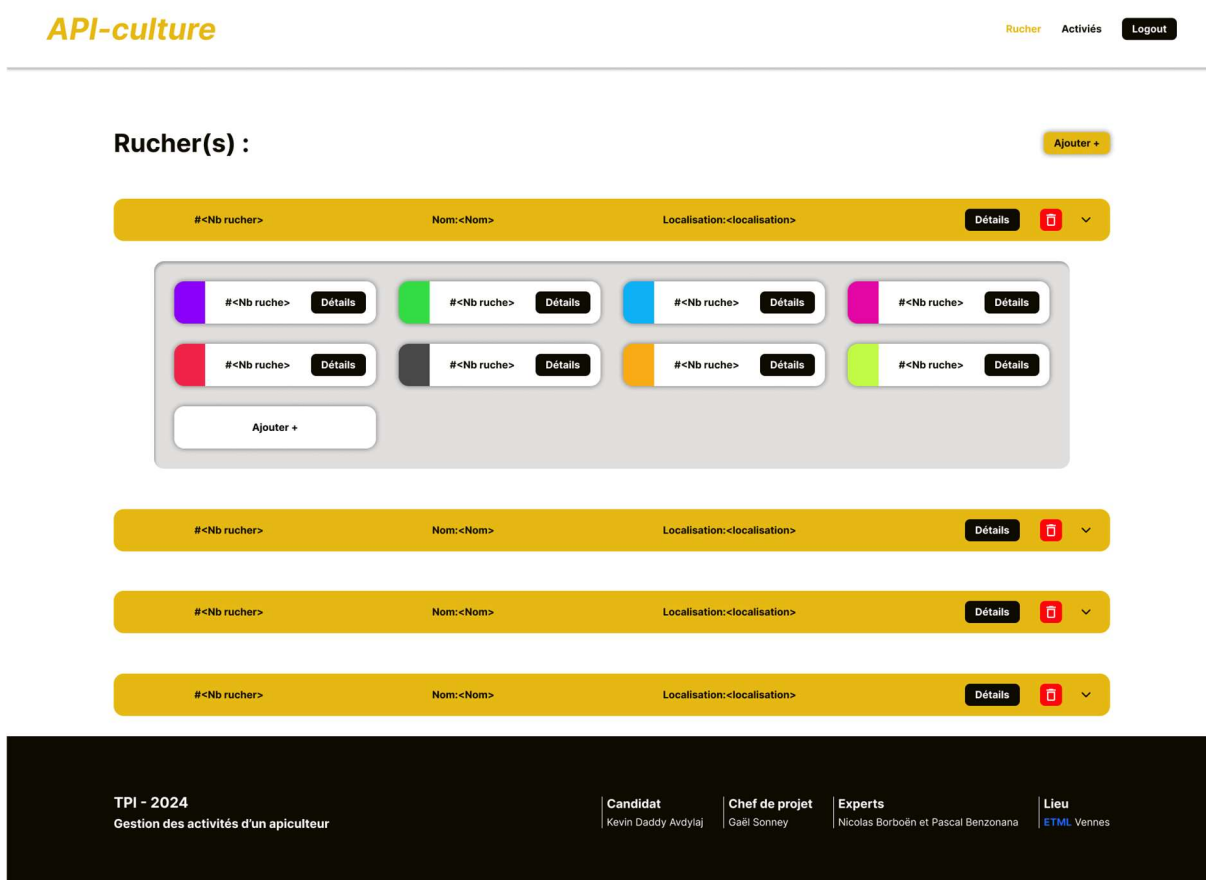 API-culture
Rucher Activiés Logout
Rucher(s) :
Ajouter +
#<Nb rucher> Nom:<Nom> Localisation:<localisation> Détails
#<Nb ruche> Détails #<Nb ruche> Détails #<Nb ruche> Détails #<Nb ruche> Détails
#<Nb ruche> Détails #<Nb ruche> Détails #<Nb ruche> Détails #<Nb ruche> Détails
Ajouter +
#<Nb rucher> Nom:<Nom> Localisation:<localisation> Détails
#<Nb rucher> Nom:<Nom> Localisation:<localisation> Détails
#<Nb rucher> Nom:<Nom> Localisation:<localisation> Détails
TPI - 2024
Gestion des activités d’un apiculteur
Candidat
Kevin Daddy Avdylaj
Chef de projet
Gaël Sonney
Experts
Nicolas Borboën et Pascal Benzonana
Lieu
ETML Vennes